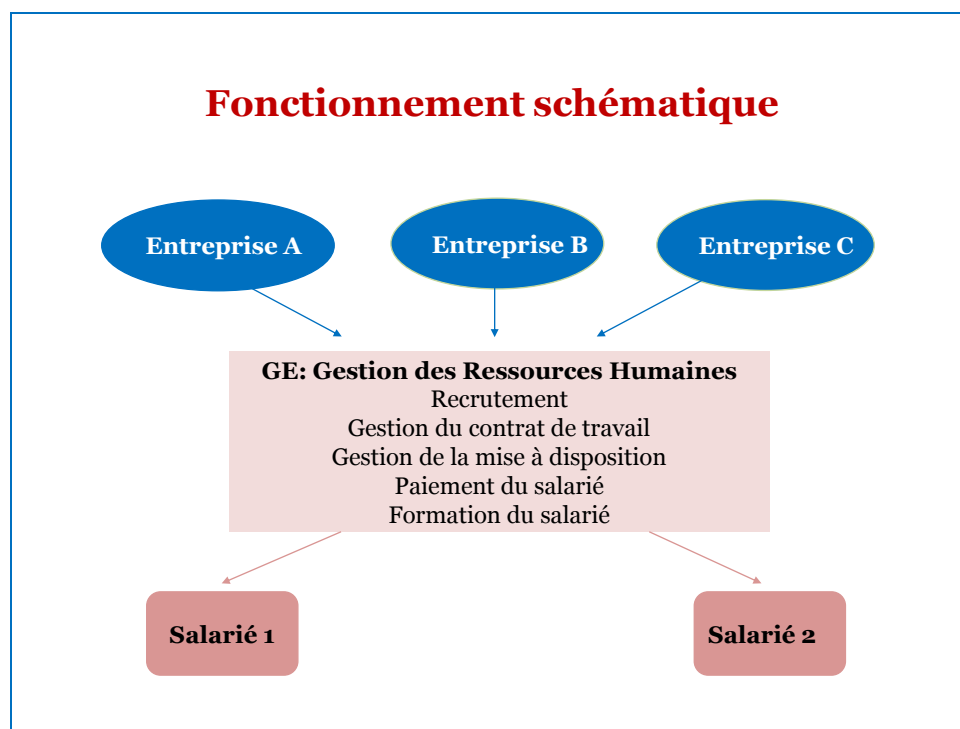 Fonctionnement schématique
Entreprise A
Entreprise B
Entreprise C
GE: Gestion des Ressources Humaines
Recrutement
Gestion du contrat de travail
Gestion de la mise à disposition
Paiement du salarié
Formation du salarié
Salarié 1
Salarié 2